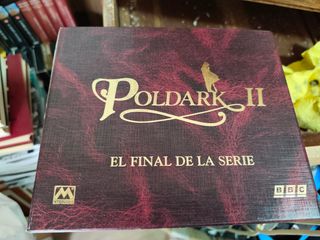 POLDARK II
EL FINAL DE LA SERIE
M
BBC